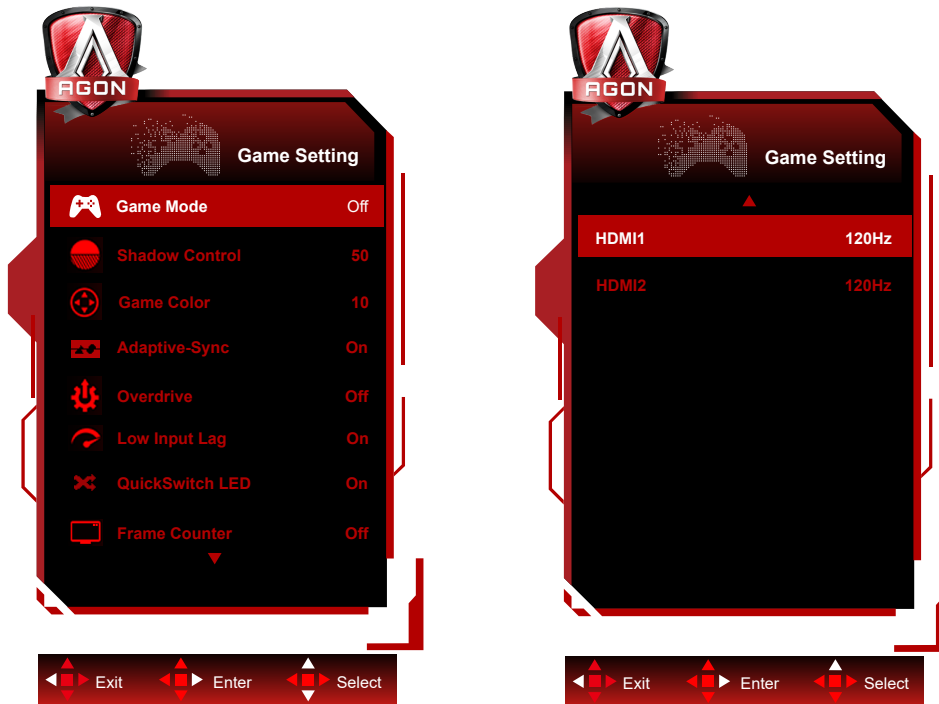 AGON
Game Setting
Game Mode Off
Shadow Control 50
Game Color 10
Adaptive-Sync On
Overdrive Off
Low Input Lag On
QuickSwitch LED On
Frame Counter Off
Exit Enter Select
AGON
Game Setting
HDMI1 120Hz
HDMI2 120Hz
Exit Enter Select